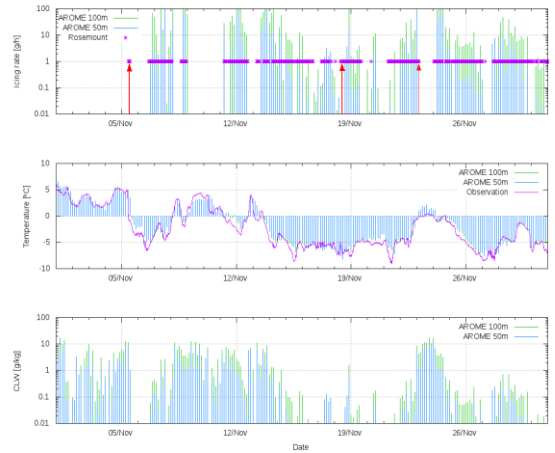 AROME 100m
AROME 50m
Rosemount
Icing rate [g/h]
100
10
1
0.1
0.01
05/Nov 12/Nov 19/Nov 26/Nov
AROME 100m
AROME 50m
Observation
Temperature [ºC]
10
5
0
-5
-10
05/Nov 12/Nov 19/Nov 26/Nov
AROME 100m
AROME 50m
CLW [g/kg]
100
10
1
0.1
0.01
05/Nov 12/Nov 19/Nov 26/Nov
Date